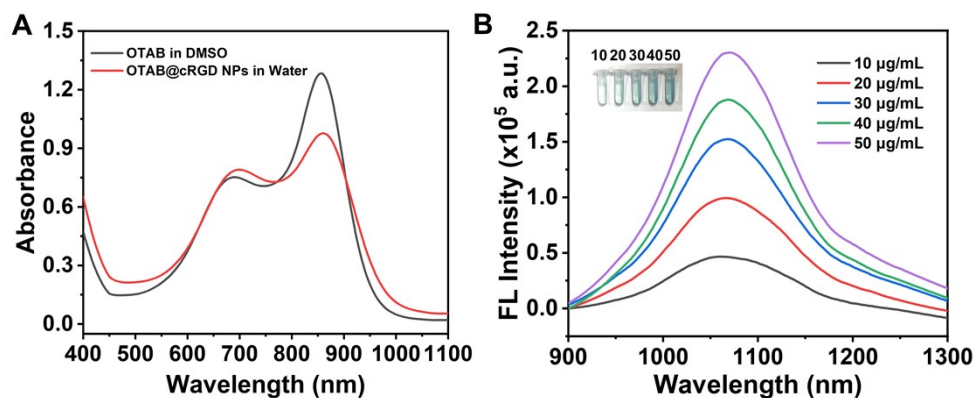 A
Absorbance
1.5
1.2
0.9
0.6
0.3
0.0
OTAB in DMSO
OTAB@cRGD NPs in Water
400 500 600 700 800 900 1000 1100
Wavelength (nm)
B
FL Intensity (x10⁵ a.u.)
2.5
2.0
1.5
1.0
0.5
0.0
10 20 30 40 50
10 μg/mL
20 μg/mL
30 μg/mL
40 μg/mL
50 μg/mL
900 1000 1100 1200 1300
Wavelength (nm)